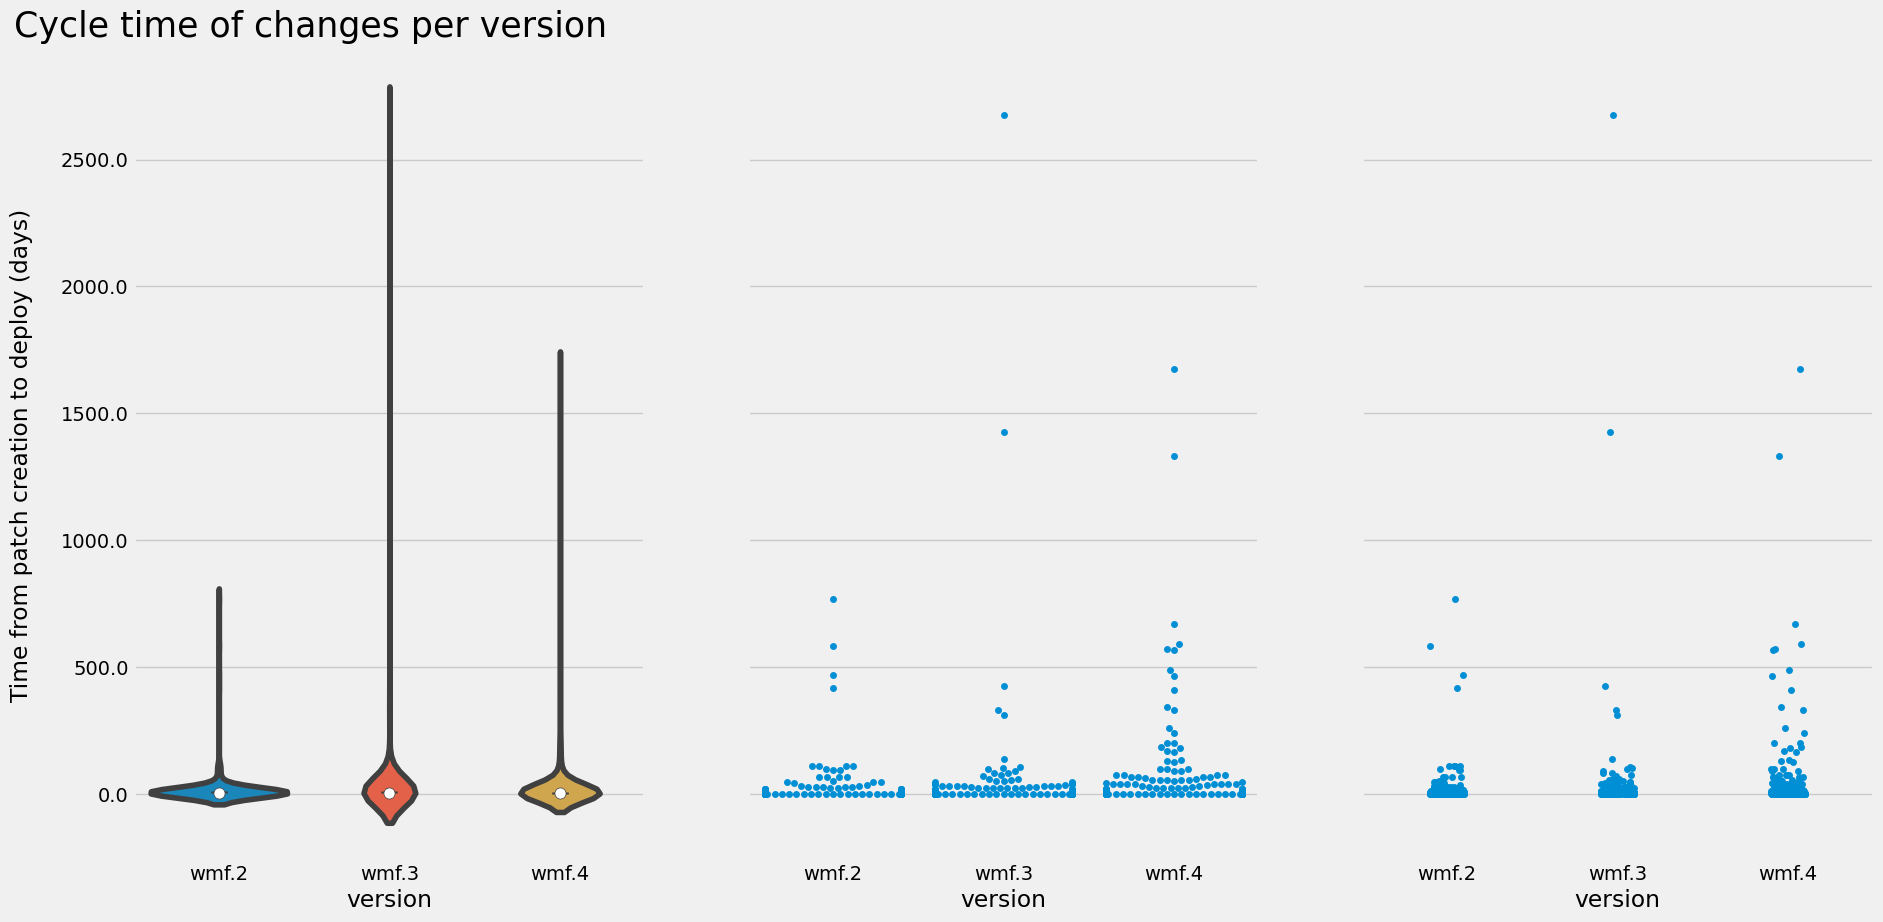 Cycle time of changes per version
Time from patch creation to deploy (days)
2500.0
2000.0
1500.0
1000.0
500.0
0.0
wmf.2 wmf.3 wmf.4
version
wmf.2 wmf.3 wmf.4
version
wmf.2 wmf.3 wmf.4
version